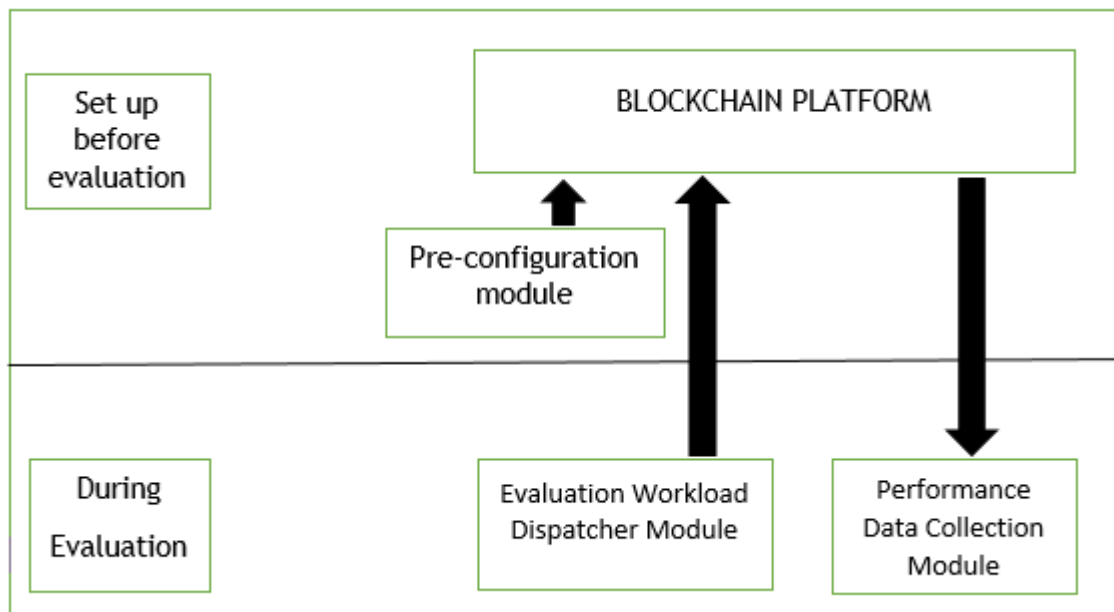 Set up
before
evaluation
BLOCKCHAIN PLATFORM
Pre-configuration
module
During
Evaluation
Evaluation Workload
Dispatcher Module
Performance
Data Collection
Module